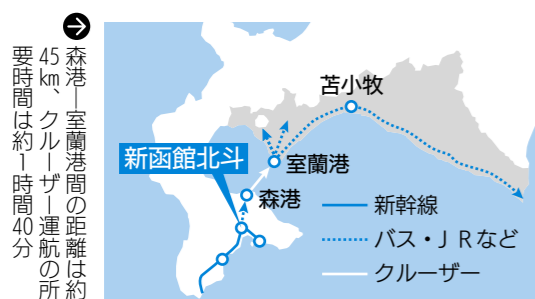 森港―室蘭港間の距離は約
45㎞、クルーザー運航の所
要時間は約1時間40分
苫小牧
室蘭港
新函館北斗
森港
新幹線
バス・ＪＲなど
クルーザー